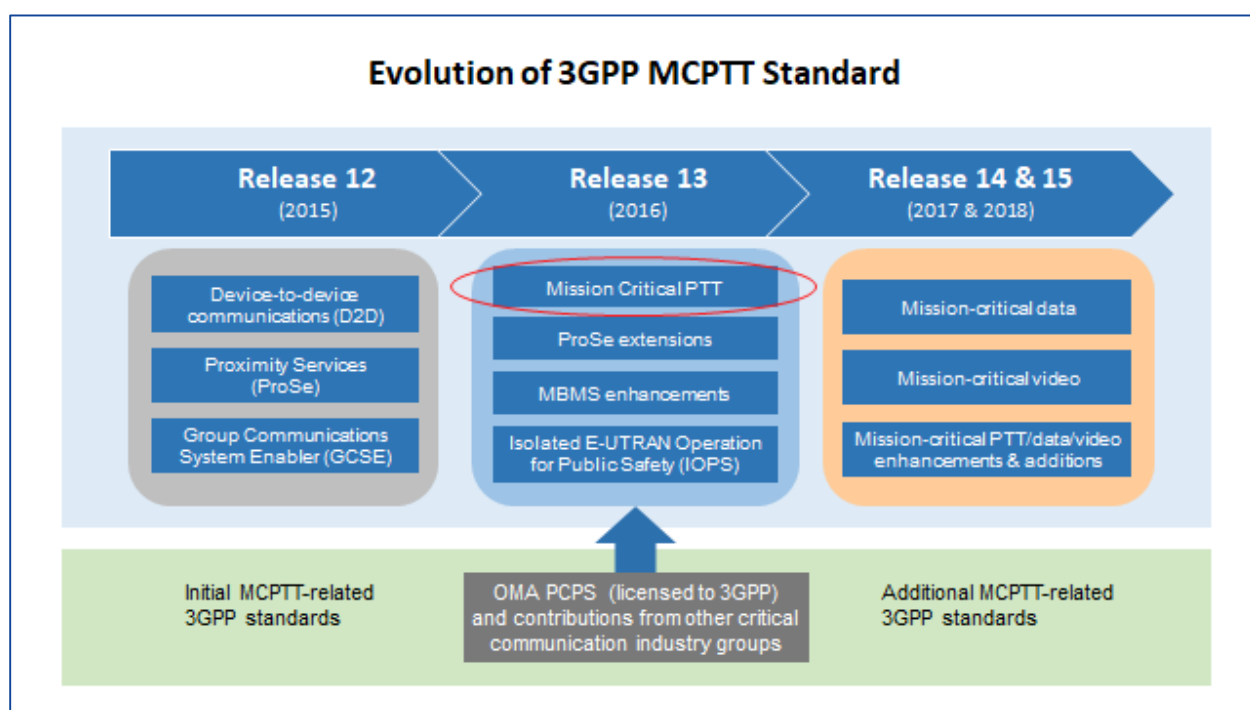 Evolution of 3GPP MCPTT Standard
Release 12
(2015)
Release 13
(2016)
Release 14 & 15
(2017 & 2018)
Device-to-device
communications (D2D)
Proximity Services
(ProSe)
Group Communications
System Enabler (GCSE)
Mission Critical PTT
ProSe extensions
MBMS enhancements
Isolated E-UTRAN Operation
for Public Safety (IOPS)
Mission-critical data
Mission-critical video
Mission-critical PTT/data/video
enhancements & additions
Initial MCPTT-related
3GPP standards
OMA PCPS (licensed to 3GPP)
and contributions from other critical
communication industry groups
Additional MCPTT-related
3GPP standards